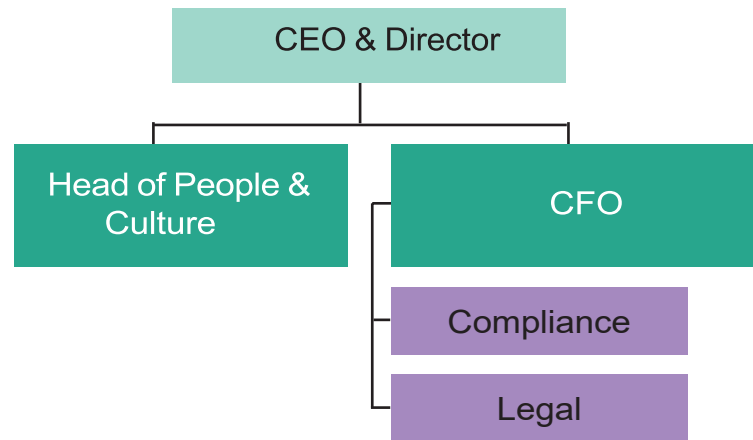 CEO & Director
Head of People &
Culture
CFO
Compliance
Legal